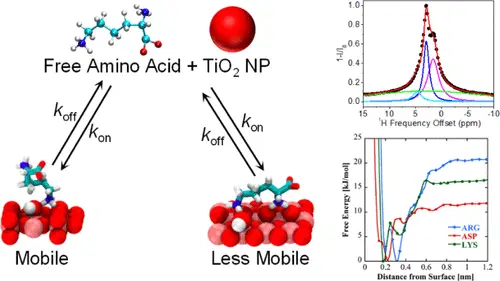 Free Amino Acid + TiO2 NP
koff
kon
koff
kon
Mobile
Less Mobile
1-I/I0
1.0
0.8
0.6
0.4
0.2
0.0
15 10 5 0 -5 -10
1H Frequency Offset (ppm)
Free Energy [kJ/mol]
25
20
15
10
5
0
ARG
ASP
LYS
0 0.2 0.4 0.6 0.8 1 1.2
Distance from Surface [nm]